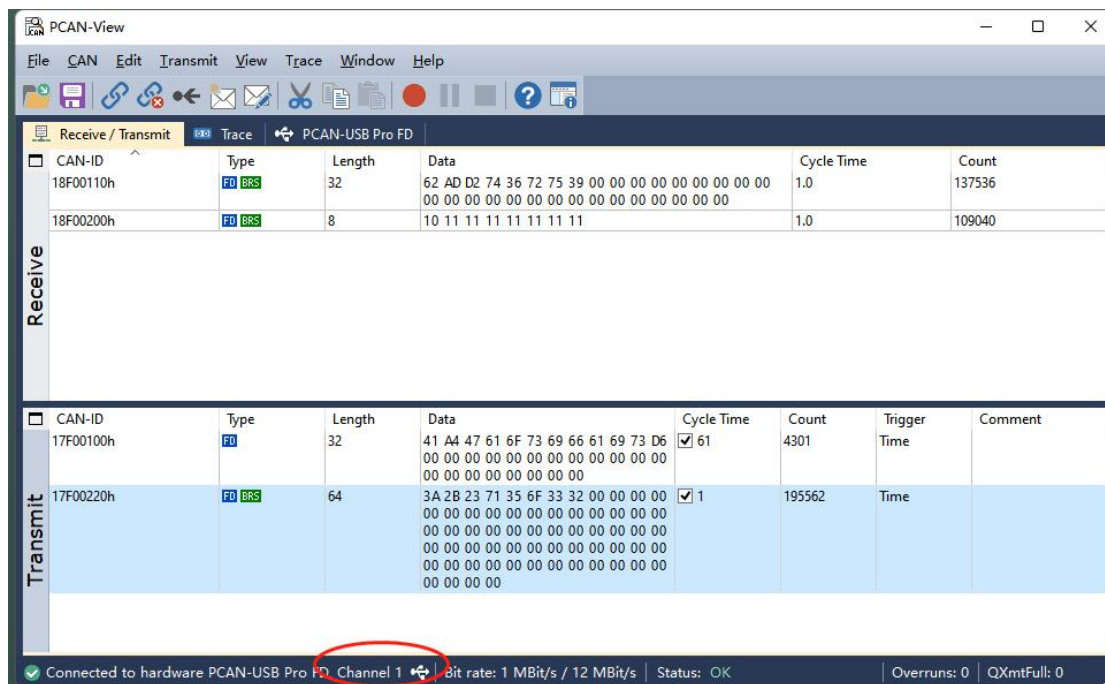 PCAN-View
File CAN Edit Transmit View Trace Window Help
Receive / Transmit Trace PCAN-USB Pro FD
CAN-ID Type Length Data Cycle Time Count
18F00110h FD BRS 32 62 AD D2 74 36 72 75 39 00 00 00 00 00 00 00 00 00 1.0 137536
00 00 00 00 00 00 00 00 00 00 00 00 00 00 00
18F00200h FD BRS 8 10 11 11 11 11 11 11 11 1.0 109040
Receive
CAN-ID Type Length Data Cycle Time Count Trigger Comment
17F00100h FD 32 41 A4 47 61 6F 73 69 66 61 69 73 D6 61 4301 Time
00 00 00 00 00 00 00 00 00 00 00 00
00 00 00 00 00 00 00 00
17F00220h FD BRS 64 3A 2B 23 71 35 6F 33 32 00 00 00 00 1 195562 Time
00 00 00 00 00 00 00 00 00 00 00 00
00 00 00 00 00 00 00 00 00 00 00 00
00 00 00 00 00 00 00 00 00 00 00 00
00 00 00 00 00 00 00 00 00 00 00 00
00 00 00 00
Transmit
Connected to hardware PCAN-USB Pro FD, Channel 1 Bit rate: 1 MBit/s / 12 MBit/s Status: OK Overruns: 0 QXmtFull: 0